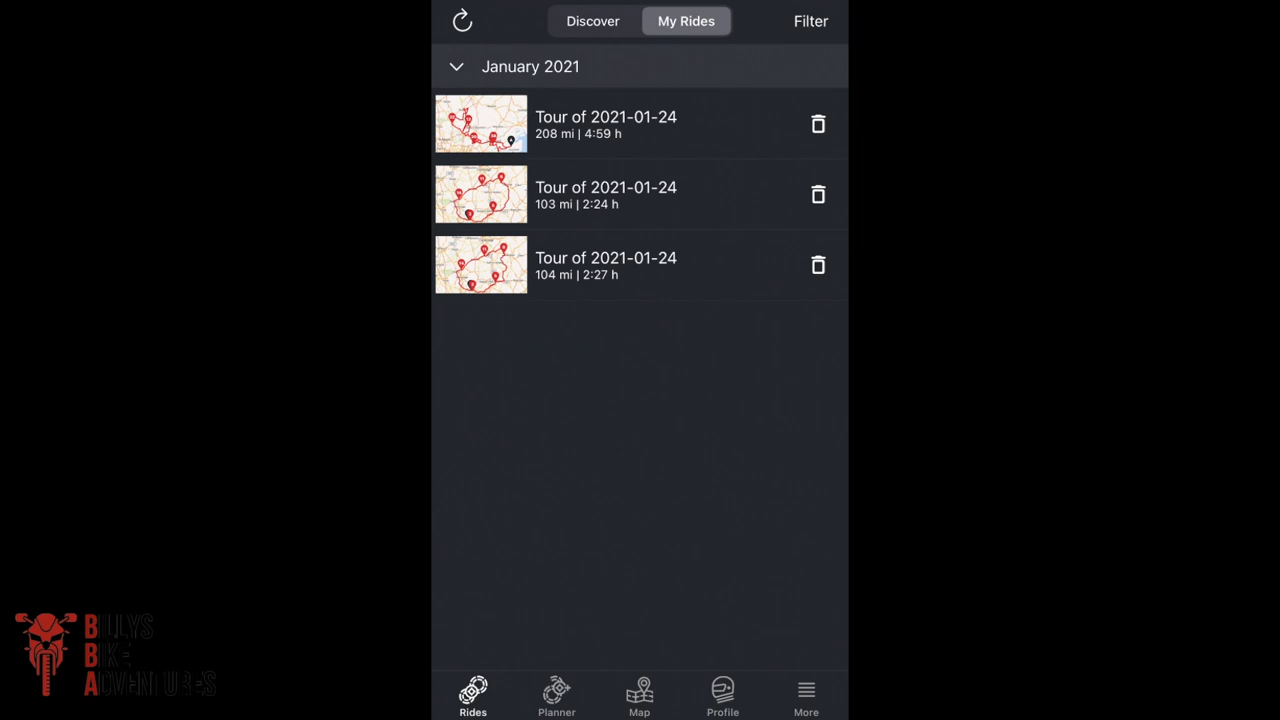 Discover
My Rides
Filter
January 2021
Tour of 2021-01-24
208 mi | 4:59 h
Tour of 2021-01-24
103 mi | 2:24 h
Tour of 2021-01-24
104 mi | 2:27 h
Rides
Planner
Map
Profile
More
BILLYS
BIKE
ADVENTURES